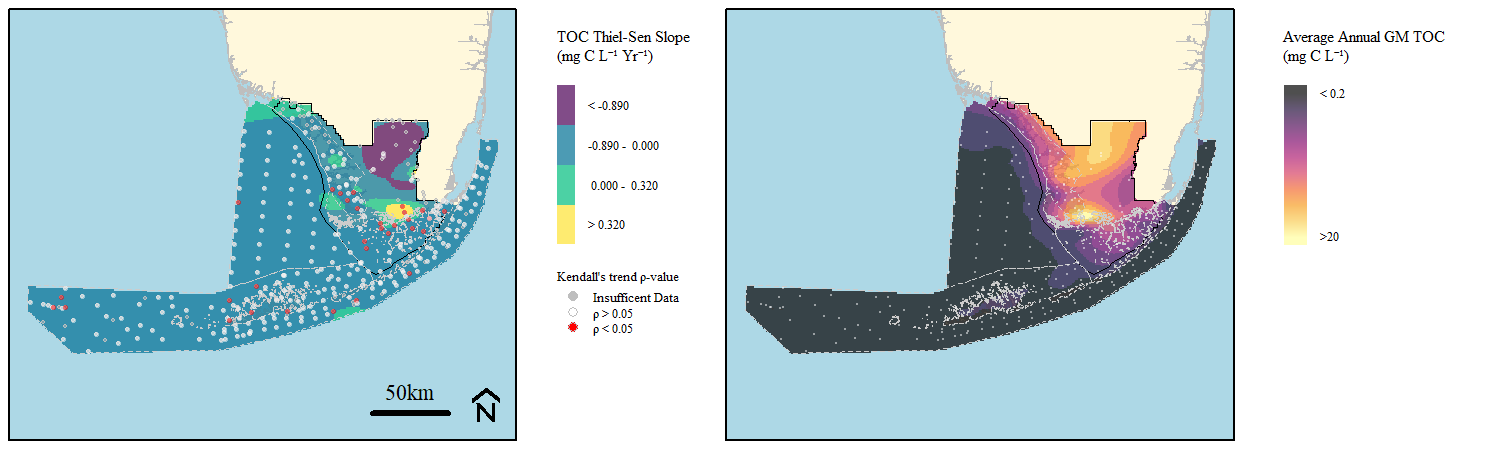 TOC Thiel-Sen Slope
(mg C L⁻¹ Yr⁻¹)
< -0.890
-0.890 - 0.000
0.000 - 0.320
> 0.320
Kendall's trend ρ-value
Insufficent Data
ρ > 0.05
ρ < 0.05
50km
N
Average Annual GM TOC
(mg C L⁻¹)
< 0.2
>20